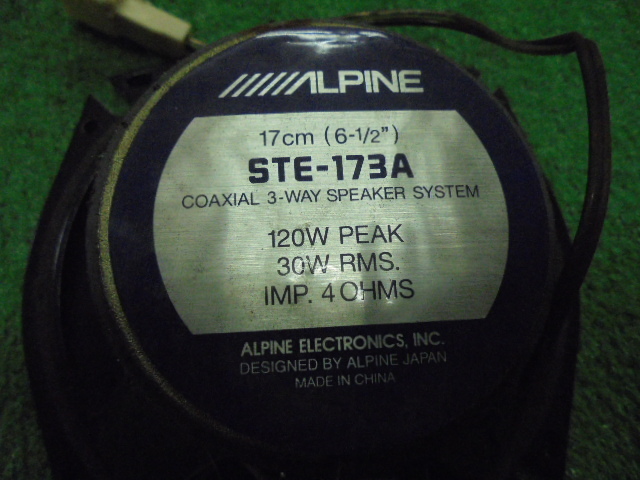 ALPINE
17cm (6-1/2")
STE-173A
COAXIAL 3-WAY SPEAKER SYSTEM
120W PEAK
30W RMS.
IMP. 4 OHMS
ALPINE ELECTRONICS, INC.
DESIGNED BY ALPINE JAPAN
MADE IN CHINA